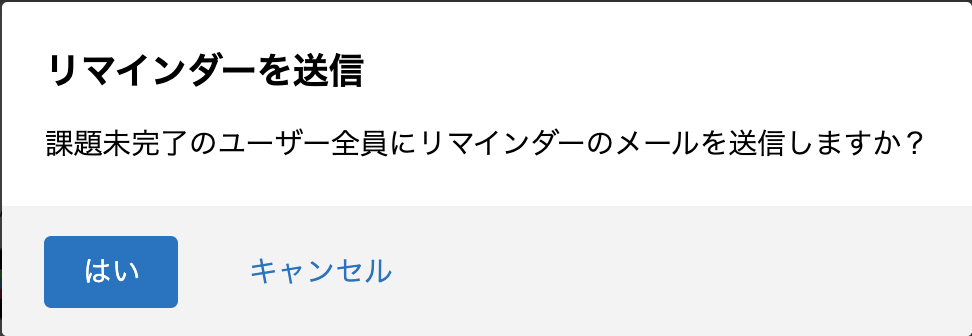 リマインダーを送信
課題未完了のユーザー全員にリマインダーのメールを送信しますか？
はい
キャンセル